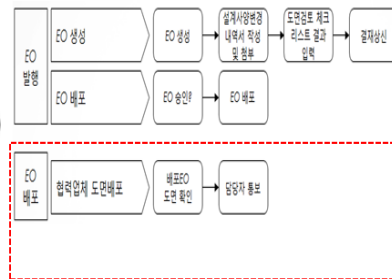 EO
발행
EO 생성
EO 생성
설계사양변경
내역서 작성
및 첨부
도면검토 체크
리스트 결과
입력
결재상신
EO 배포
EO 승인
EO 배포
EO
배포
협력업체 도면배포
배포EO
도면 확인
담당자 통보